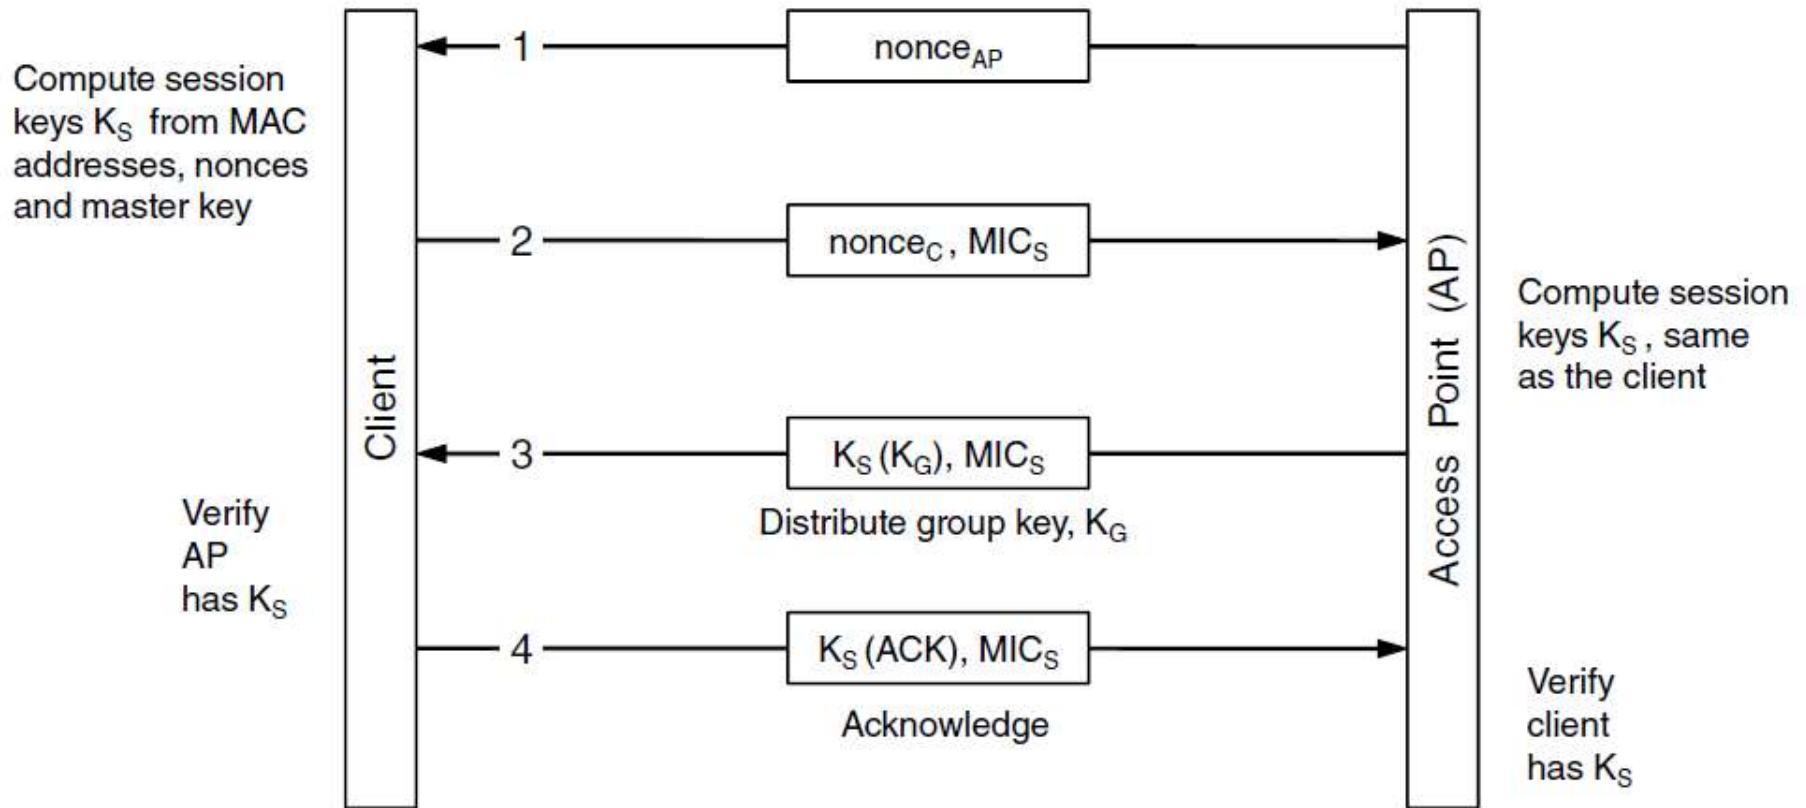 1
nonce_AP
Compute session
keys K_S from MAC
addresses, nonces
and master key
2
nonce_C , MIC_S
Compute session
keys K_S , same
as the client
Client
Access Point (AP)
3
K_S (K_G), MIC_S
Distribute group key, K_G
Verify
AP
has K_S
4
K_S (ACK), MIC_S
Acknowledge
Verify
client
has K_S